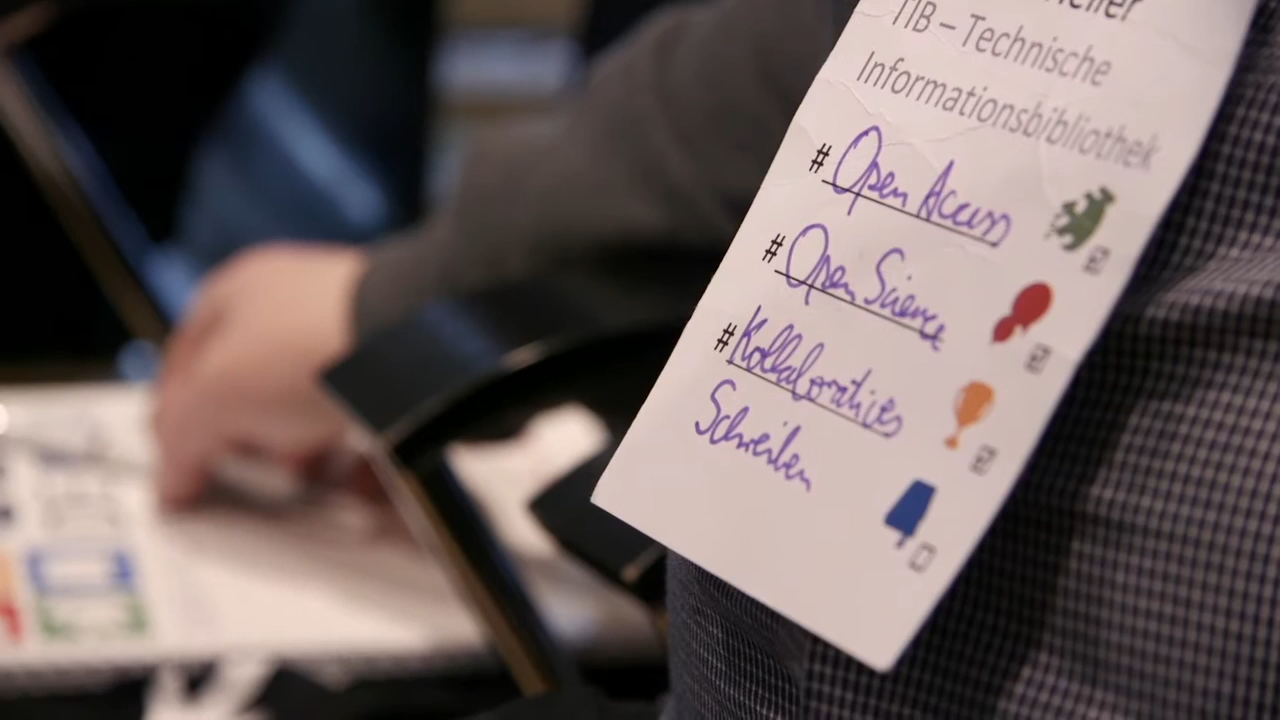 TIB – Technische
Informationsbibliothek
# Open Access
# Open Science
# Kollaboratives
Schreiben